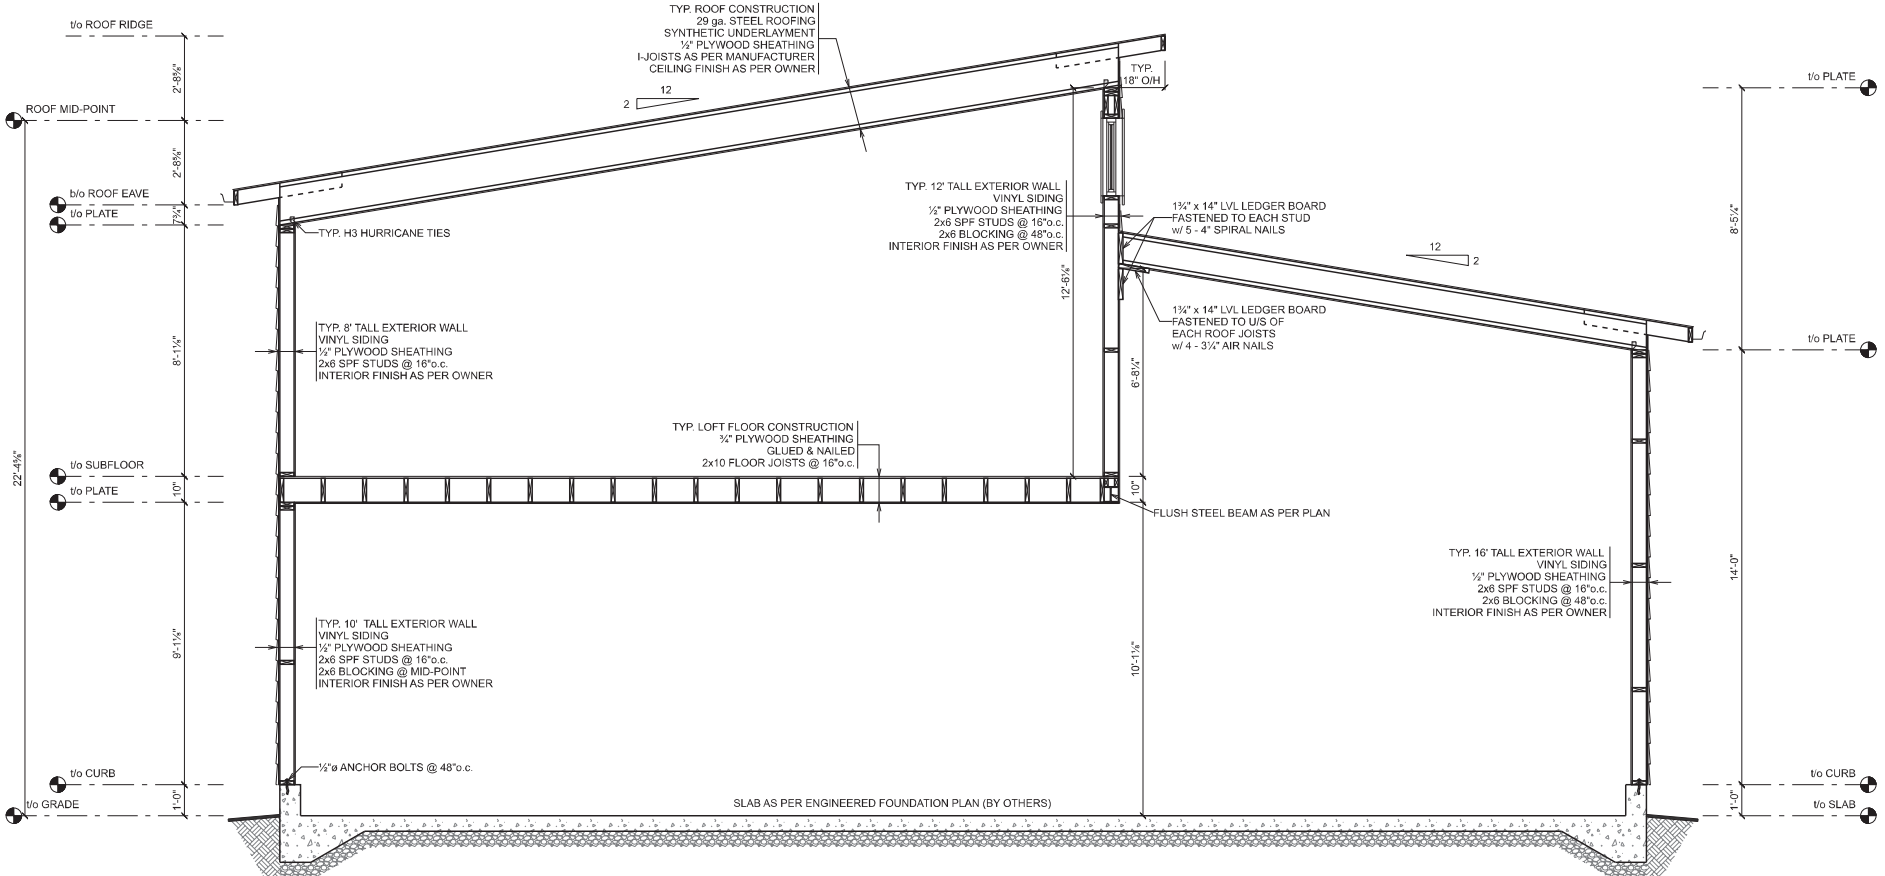 TYP. ROOF CONSTRUCTION
29 ga. STEEL ROOFING
SYNTHETIC UNDERLAYMENT
½" PLYWOOD SHEATHING
I-JOISTS AS PER MANUFACTURER
CEILING FINISH AS PER OWNER
t/o ROOF RIDGE
2'-8⅝"
ROOF MID-POINT
2'-8⅝"
b/o ROOF EAVE
7¾"
t/o PLATE
8'-1⅛"
t/o SUBFLOOR
10"
t/o PLATE
9'-1⅛"
t/o CURB
1'-0"
t/o GRADE
22'-4⅝"
12
2
TYP.
18" O/H
TYP. H3 HURRICANE TIES
TYP. 12' TALL EXTERIOR WALL
VINYL SIDING
½" PLYWOOD SHEATHING
2x6 SPF STUDS @ 16"o.c.
2x6 BLOCKING @ 48"o.c.
INTERIOR FINISH AS PER OWNER
12'-6⅛"
1¾" x 14" LVL LEDGER BOARD
FASTENED TO EACH STUD
w/ 5 - 4" SPIRAL NAILS
12
2
1¾" x 14" LVL LEDGER BOARD
FASTENED TO U/S OF
EACH ROOF JOISTS
w/ 4 - 3¼" AIR NAILS
TYP. 8' TALL EXTERIOR WALL
VINYL SIDING
½" PLYWOOD SHEATHING
2x6 SPF STUDS @ 16"o.c.
INTERIOR FINISH AS PER OWNER
6'-8¼"
TYP. LOFT FLOOR CONSTRUCTION
¾" PLYWOOD SHEATHING
GLUED & NAILED
2x10 FLOOR JOISTS @ 16"o.c.
10"
FLUSH STEEL BEAM AS PER PLAN
TYP. 16' TALL EXTERIOR WALL
VINYL SIDING
½" PLYWOOD SHEATHING
2x6 SPF STUDS @ 16"o.c.
2x6 BLOCKING @ 48"o.c.
INTERIOR FINISH AS PER OWNER
TYP. 10' TALL EXTERIOR WALL
VINYL SIDING
½" PLYWOOD SHEATHING
2x6 SPF STUDS @ 16"o.c.
2x6 BLOCKING @ MID-POINT
INTERIOR FINISH AS PER OWNER
10'-1⅛"
½"ø ANCHOR BOLTS @ 48"o.c.
SLAB AS PER ENGINEERED FOUNDATION PLAN (BY OTHERS)
t/o PLATE
8'-5¼"
t/o PLATE
14'-0"
t/o CURB
1'-0"
t/o SLAB